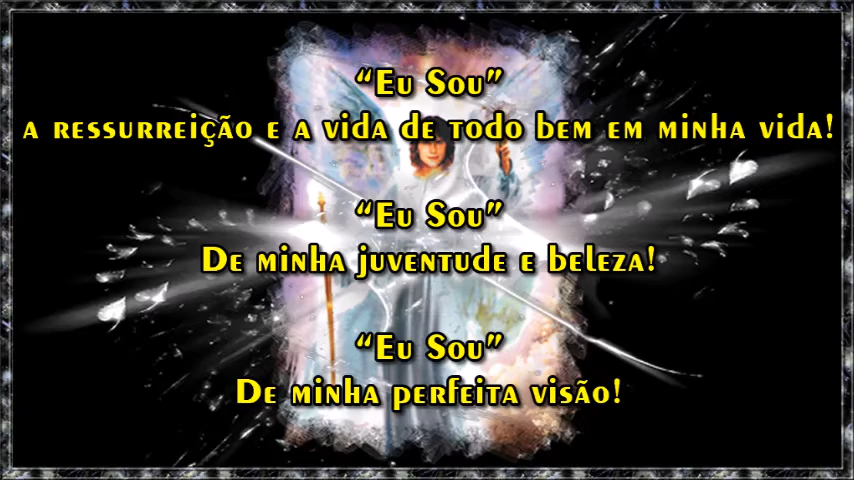 “Eu Sou”
a ressurreição e a vida de todo bem em minha vida!
“Eu Sou”
De minha juventude e beleza!
“Eu Sou”
De minha perfeita visão!